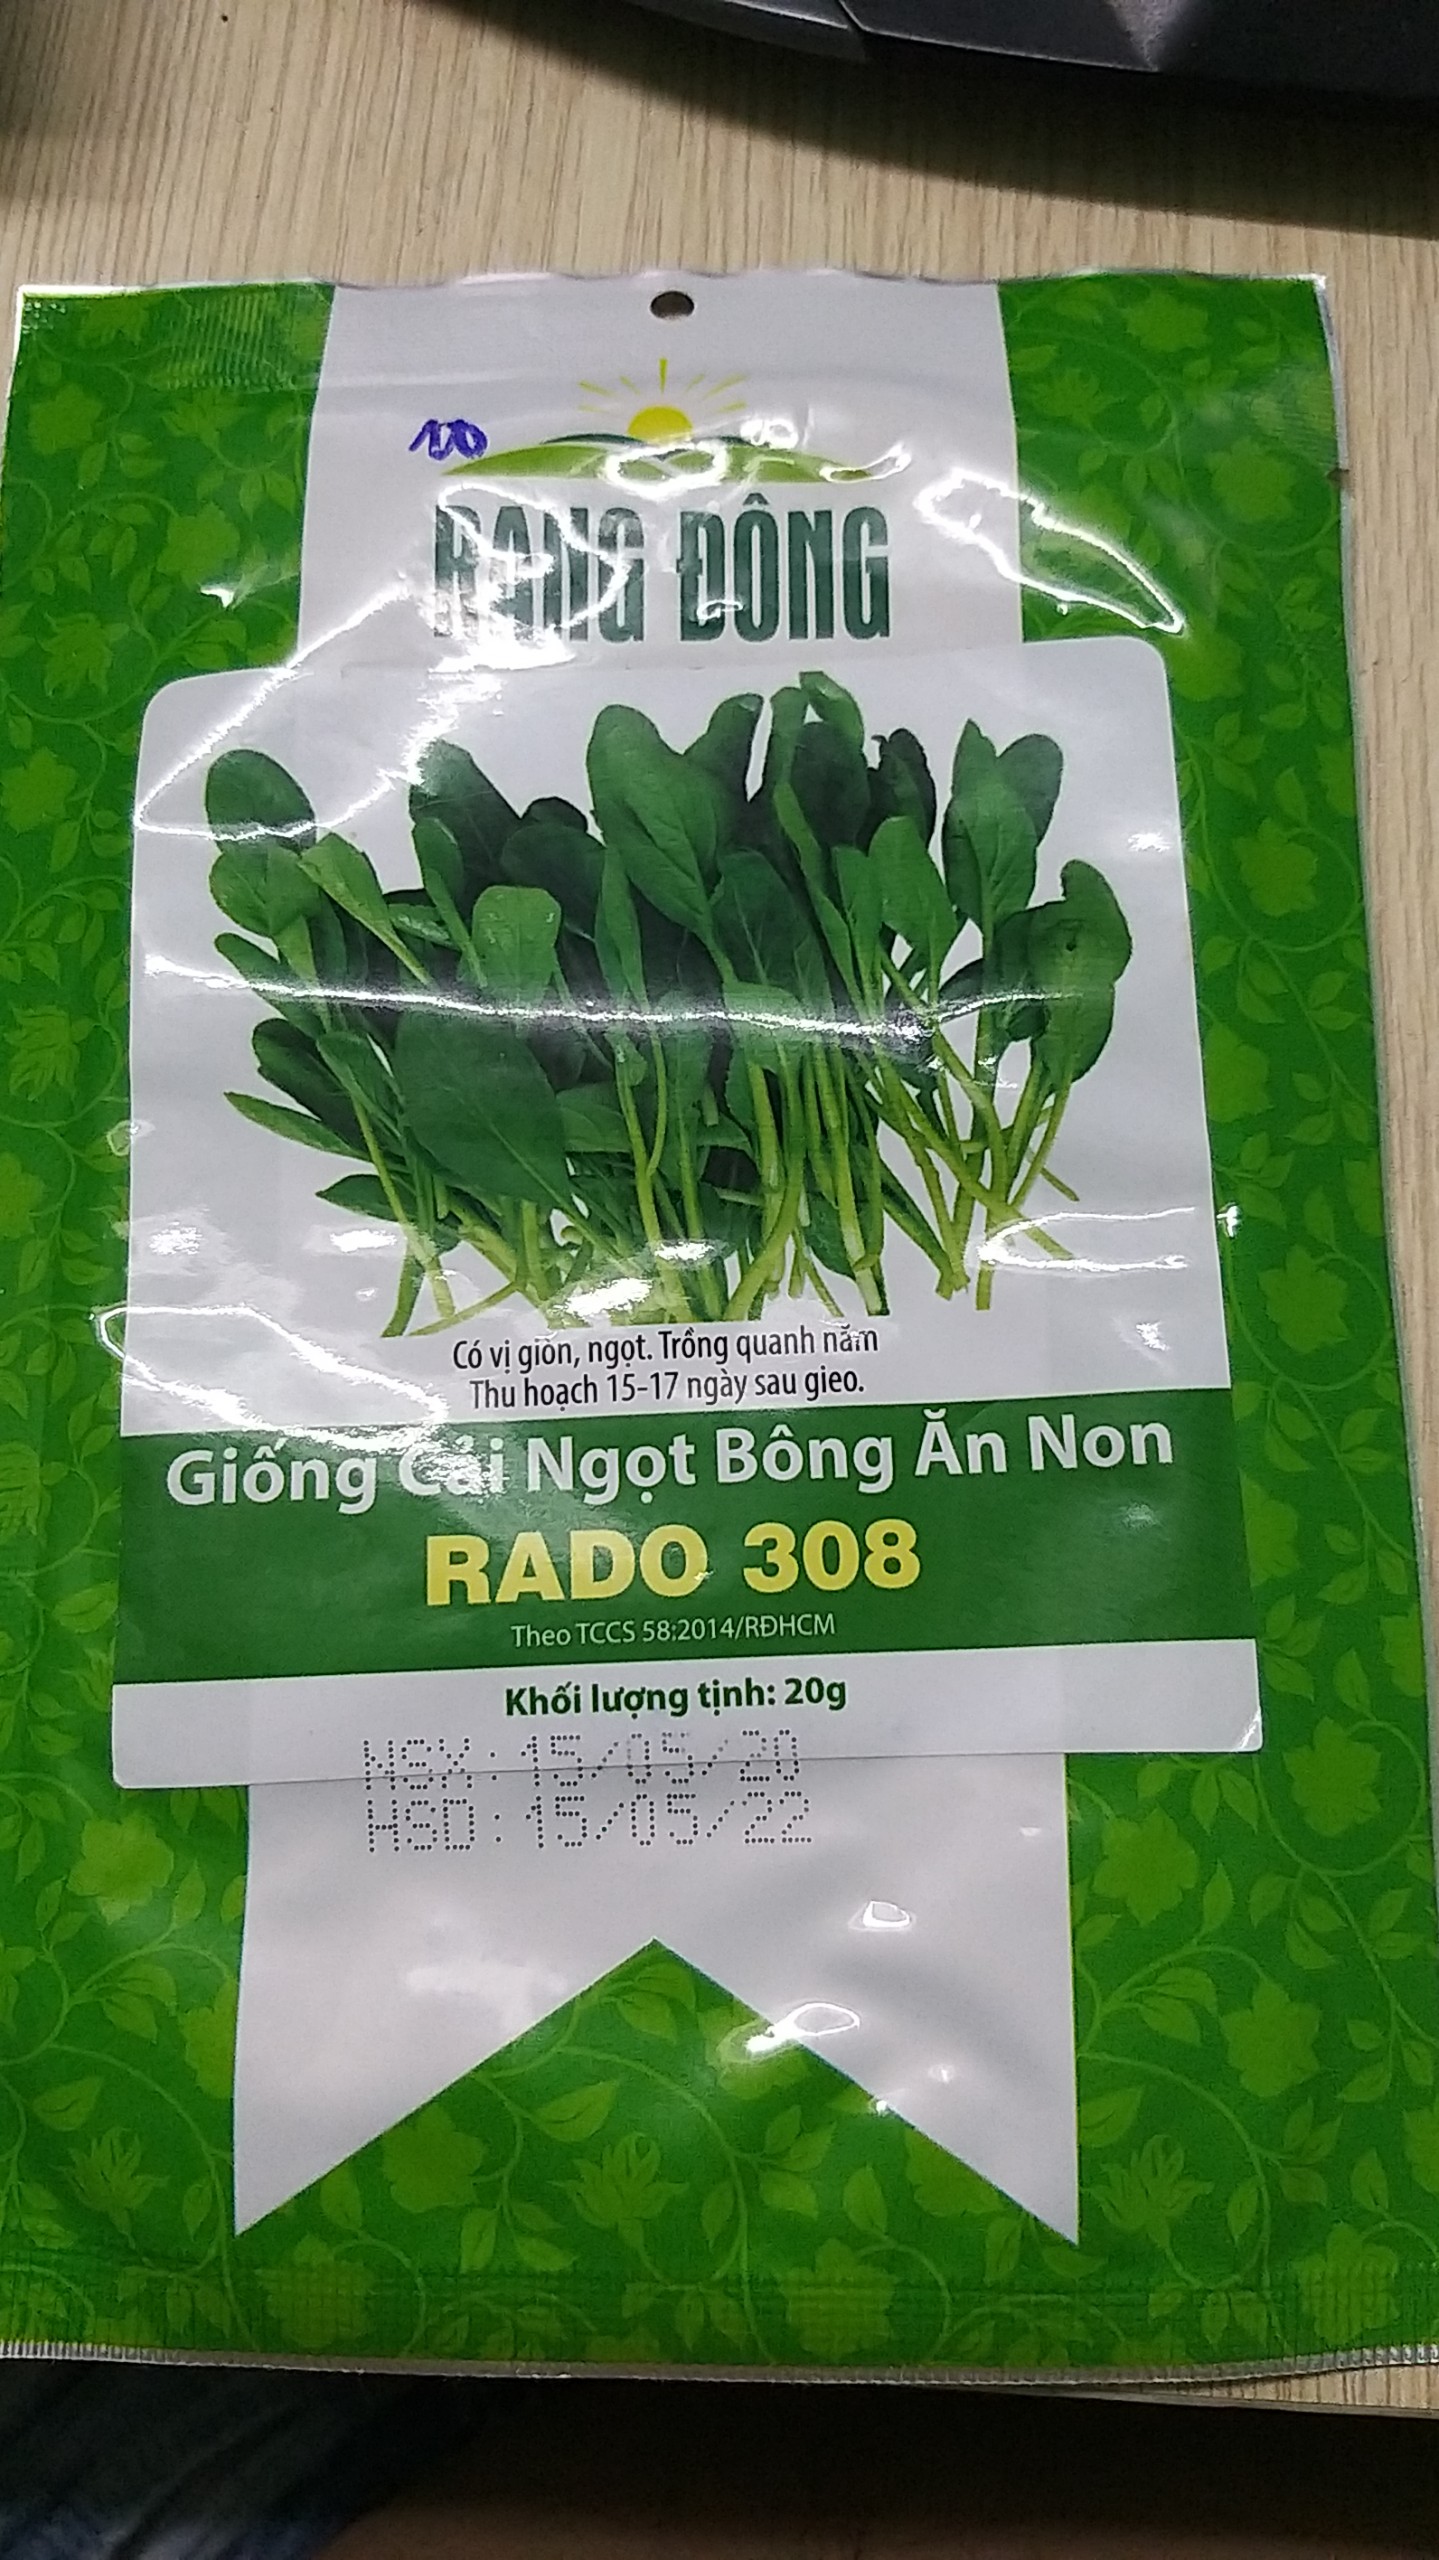 10
RẠNG ĐÔNG
Có vị giòn, ngọt. Trồng quanh năm
Thu hoạch 15-17 ngày sau gieo.
Giống Cải Ngọt Bông Ăn Non
RADO 308
Theo TCCS 58:2014/RĐHCM
Khối lượng tịnh: 20g
NSX: 15/05/20
HSD: 15/05/22